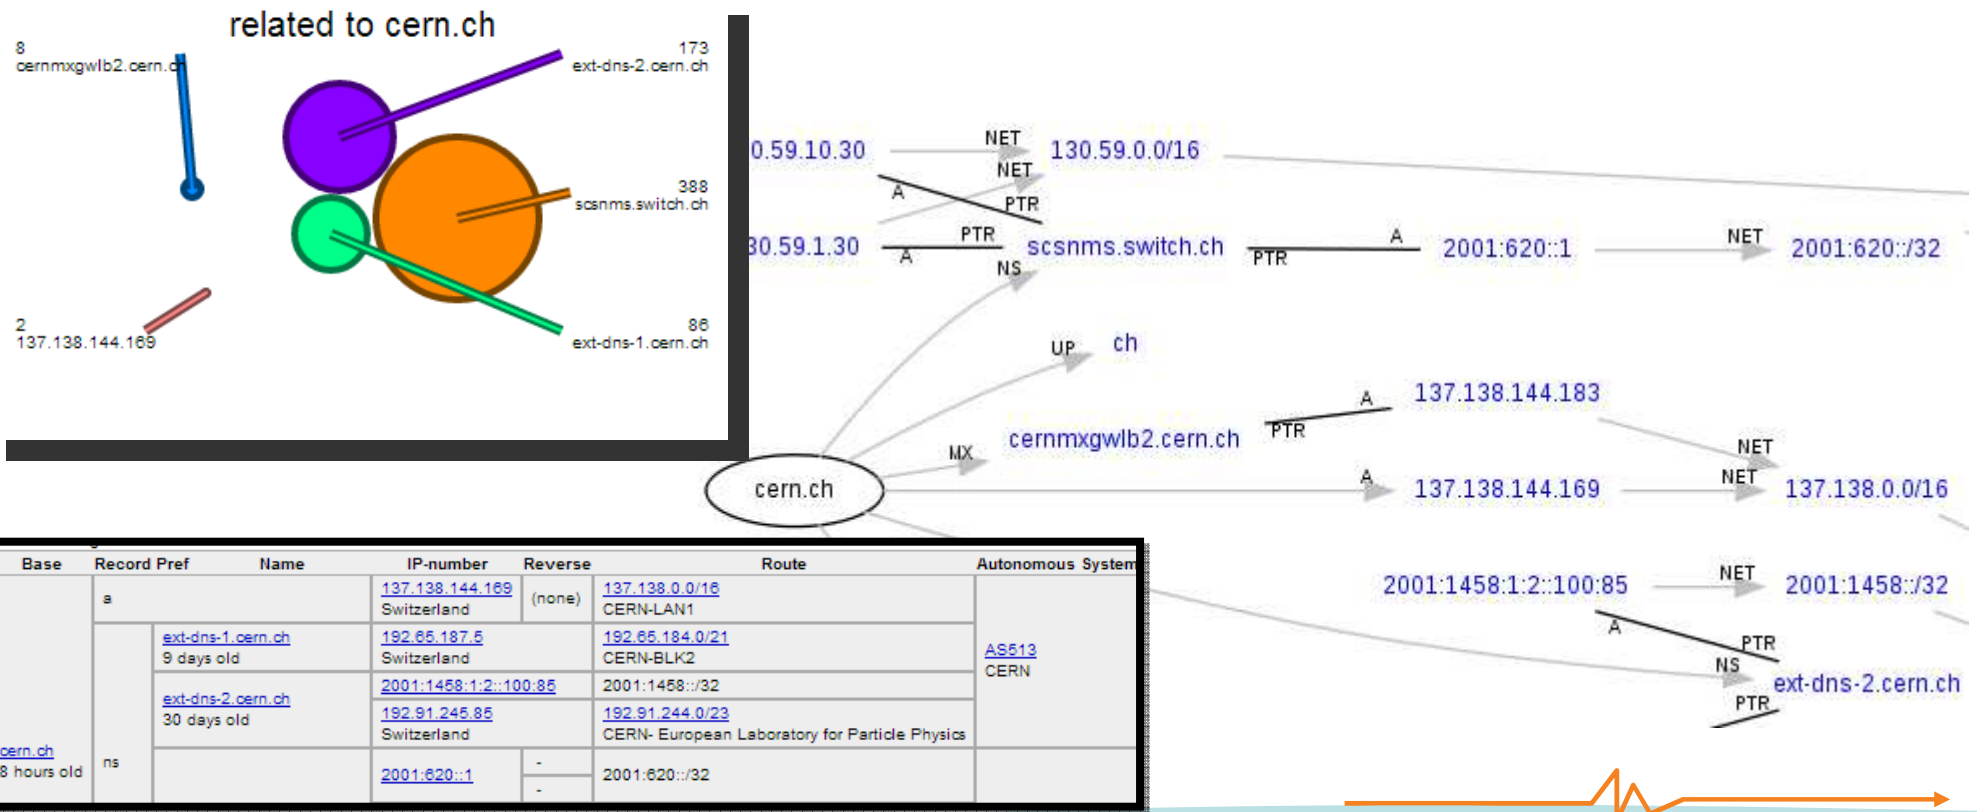 related to cern.ch
8
cernmxgwlb2.cern.ch
173
ext-dns-2.cern.ch
388
scsnms.switch.ch
2
137.138.144.169
86
ext-dns-1.cern.ch
0.59.10.30
NET
130.59.0.0/16
NET
A
PTR
30.59.1.30
PTR
A
scsnms.switch.ch
NS
PTR
A
2001:620::1
NET
2001:620::/32
UP
ch
MX
cernmxgwlb2.cern.ch
PTR
A
137.138.144.183
NET
cern.ch
A
137.138.144.169
NET
137.138.0.0/16
2001:1458:1:2::100:85
NET
2001:1458::/32
A
PTR
NS
ext-dns-2.cern.ch
PTR
Base Record Pref Name IP-number Reverse Route Autonomous System
cern.ch
8 hours old
a
137.138.144.169
Switzerland
(none)
137.138.0.0/16
CERN-LAN1
AS513
CERN
ns
ext-dns-1.cern.ch
9 days old
192.65.187.5
Switzerland
192.65.184.0/21
CERN-BLK2
ext-dns-2.cern.ch
30 days old
2001:1458:1:2::100:85
2001:1458::/32
192.91.245.85
Switzerland
192.91.244.0/23
CERN- European Laboratory for Particle Physics
2001:620::1
-
-
2001:620::/32